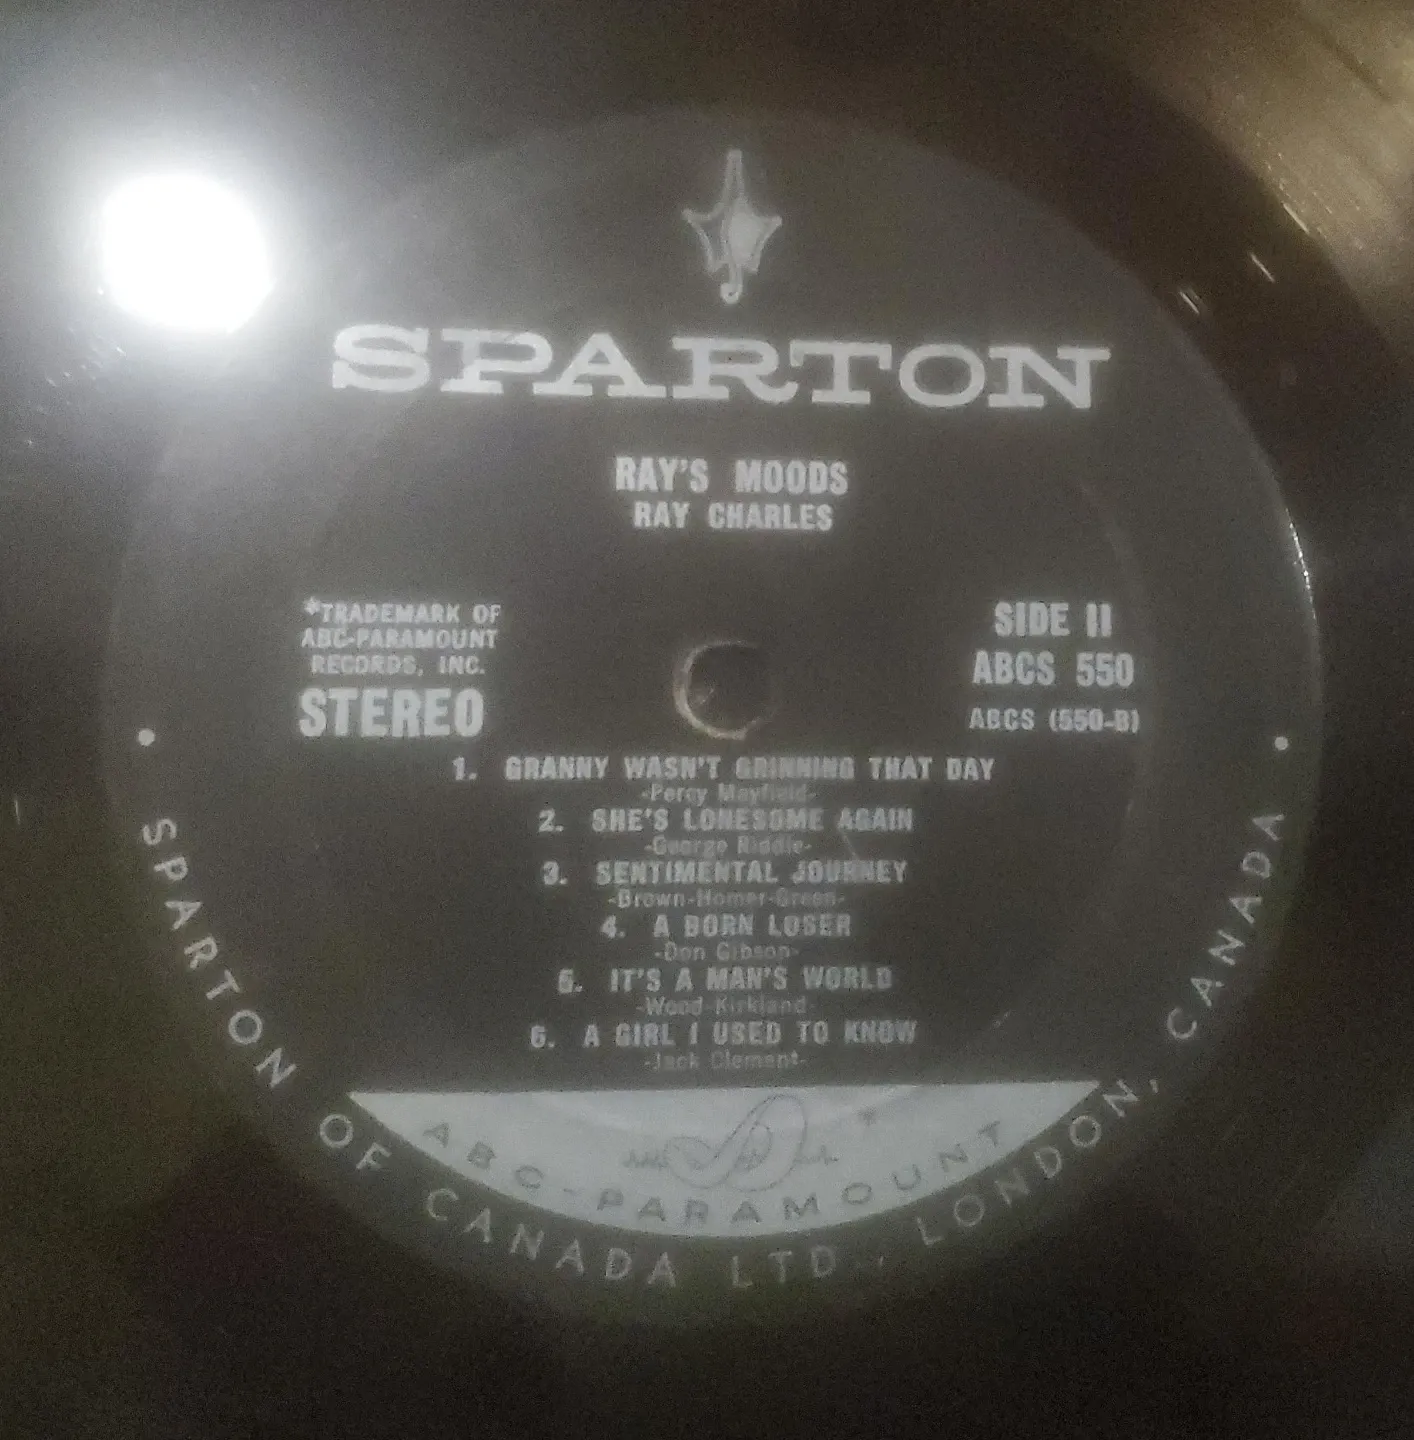 SPARTON
RAY'S MOODS
RAY CHARLES
*TRADEMARK OF
ABC-PARAMOUNT
RECORDS, INC.
STEREO
SIDE II
ABCS 550
ABCS (550-B)
1. GRANNY WASN'T GRINNING THAT DAY
-Percy Mayfield-
2. SHE'S LONESOME AGAIN
-George Riddle-
3. SENTIMENTAL JOURNEY
-Brown-Homer-Green-
4. A BORN LOSER
-Don Gibson-
5. IT'S A MAN'S WORLD
-Wood-Kirkland-
6. A GIRL I USED TO KNOW
-Jack Clement-
*
ABC-PARAMOUNT
• SPARTON OF CANADA LTD., LONDON, CANADA •